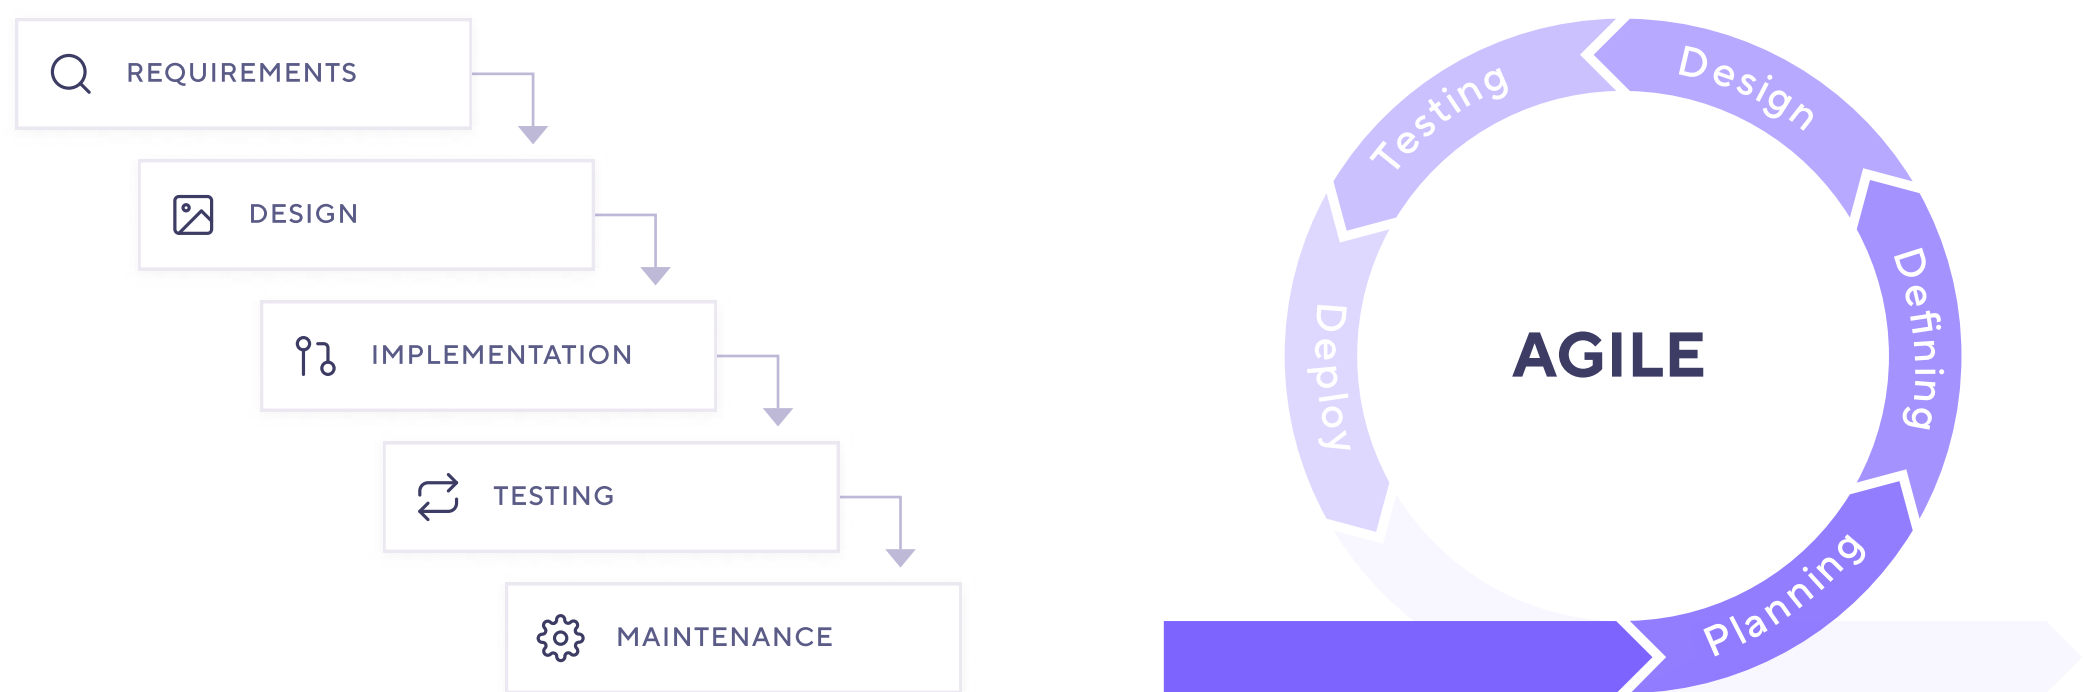 REQUIREMENTS
DESIGN
IMPLEMENTATION
TESTING
MAINTENANCE
AGILE
Planning
Defining
Design
Testing
Deploy